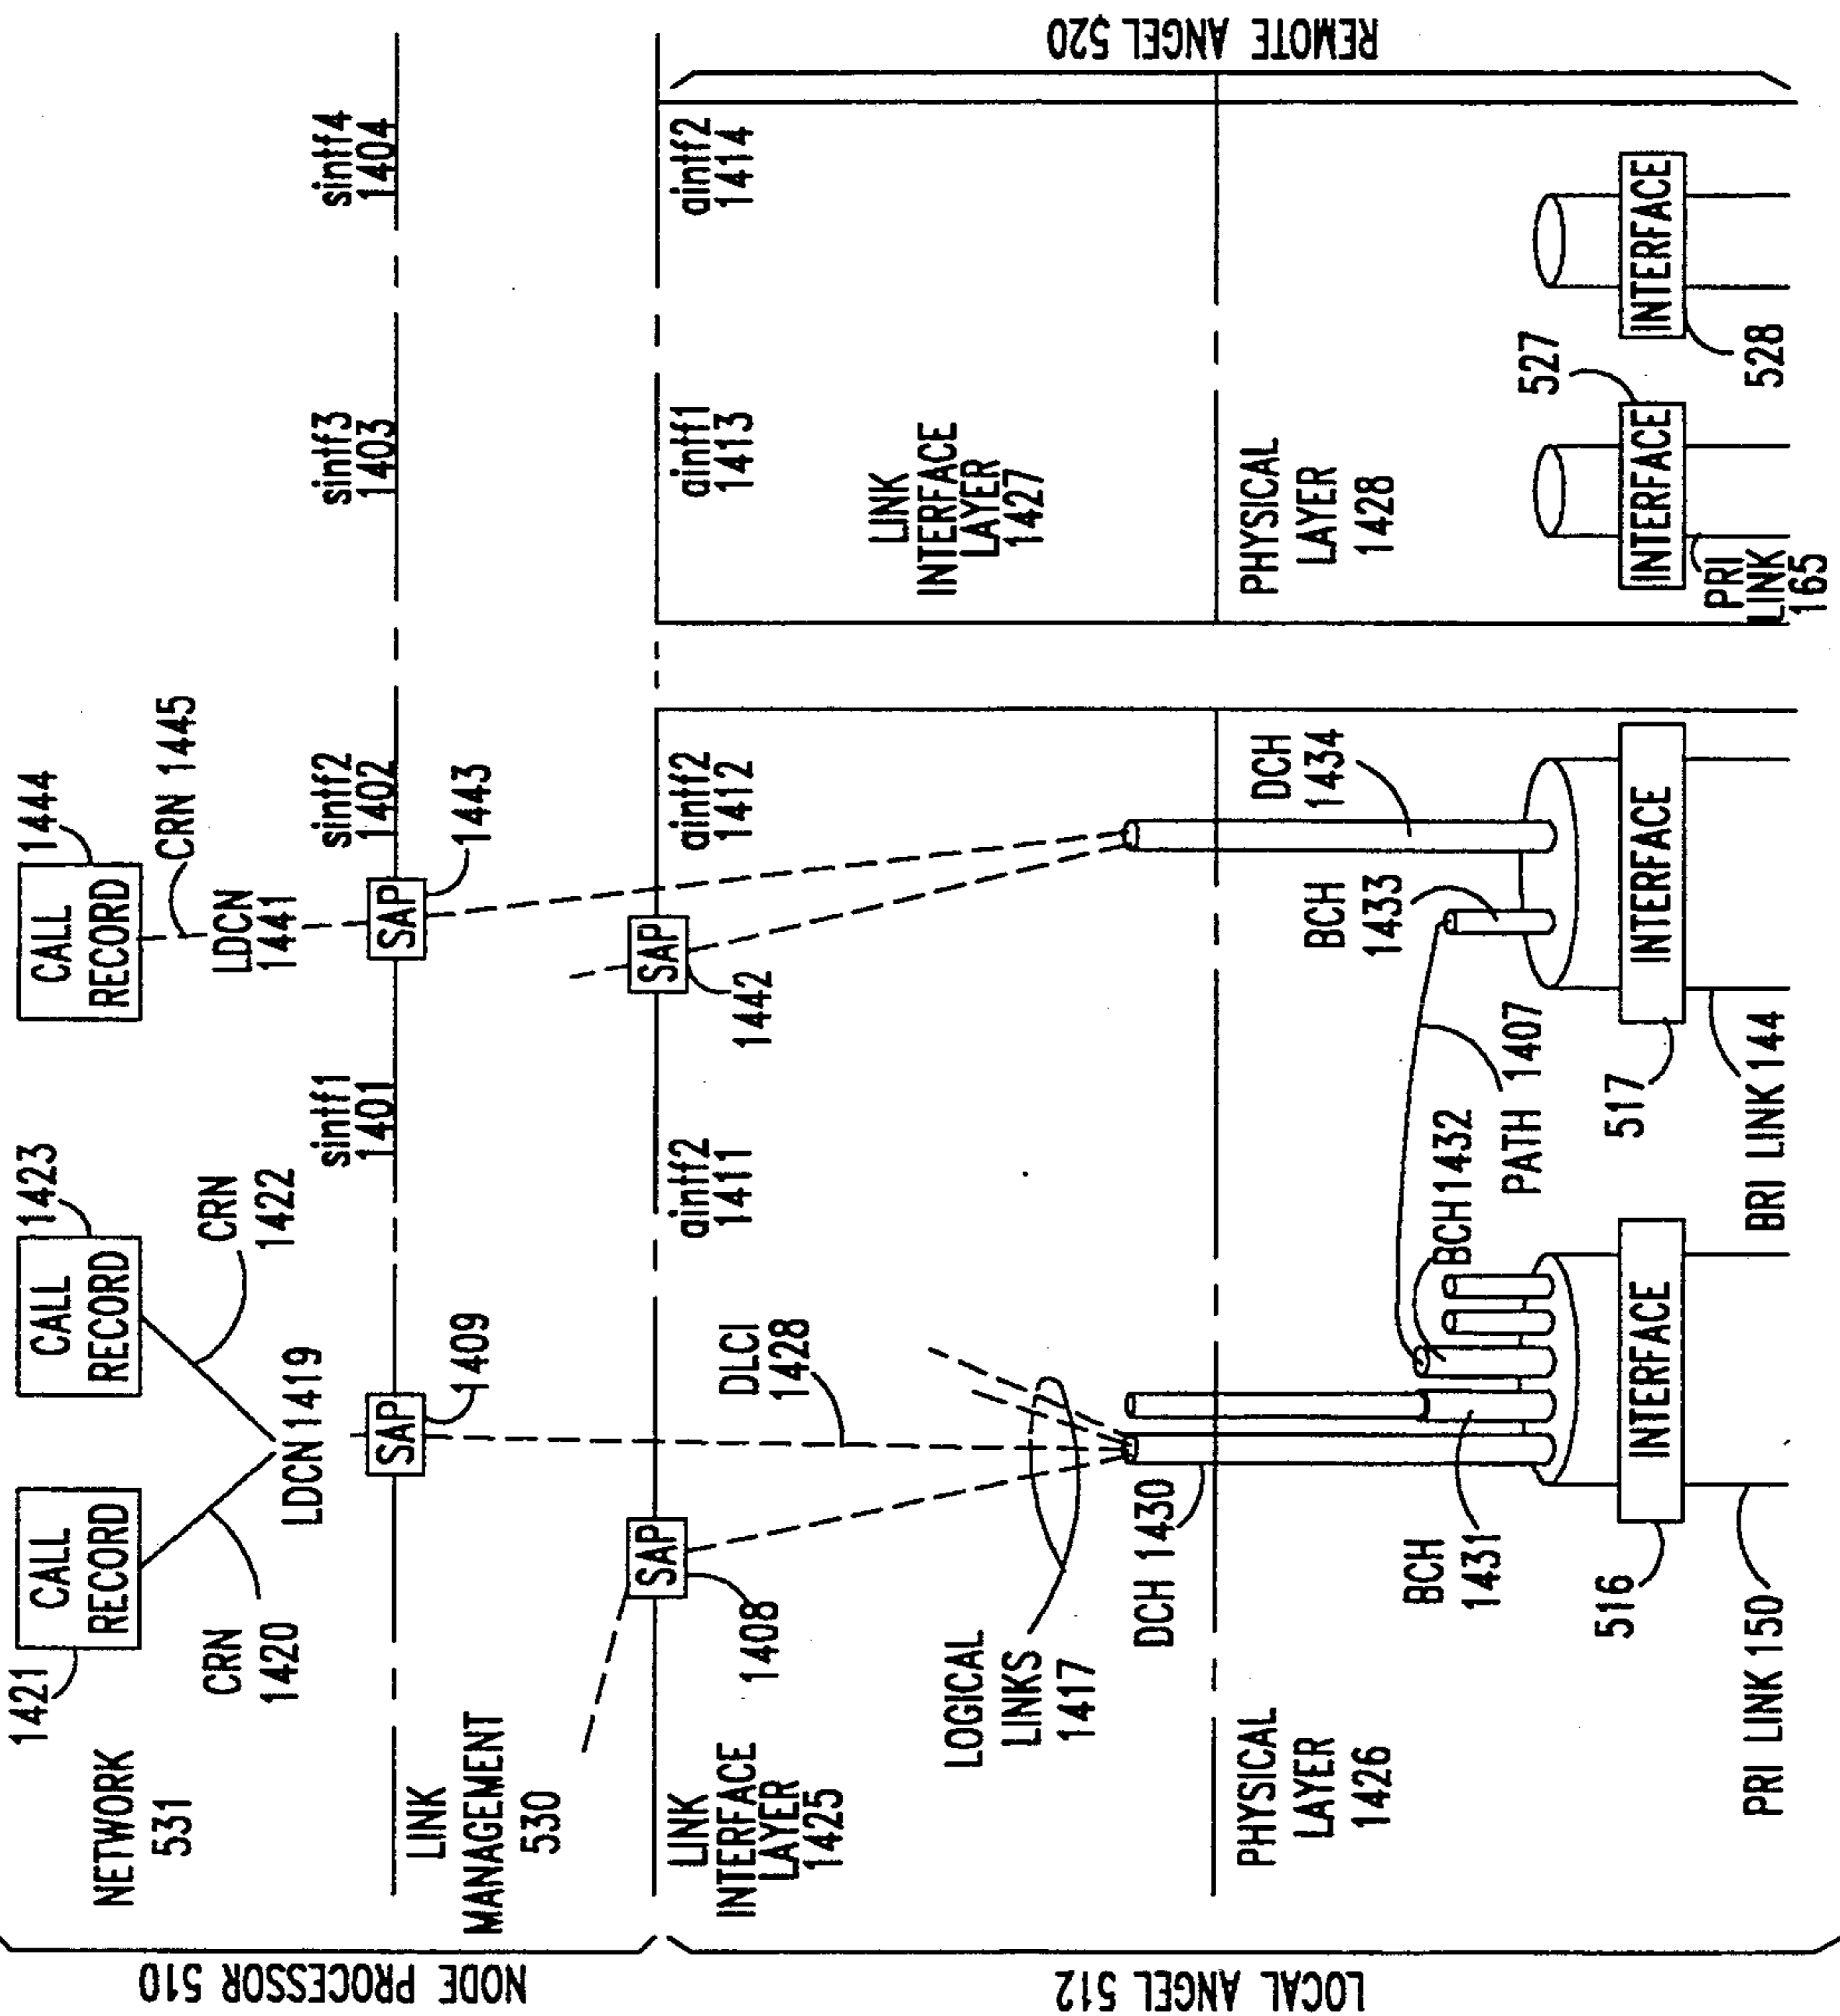 NODE PROCESSOR 510
NETWORK
531
1421
CALL
RECORD
CRN
1420
CALL
RECORD
1423
CRN
1422
LDCN 1419
CALL
RECORD
1444
CRN 1445
LDCN
1441
sintf1
1401
sintf2
1402
sintf3
1403
sintf4
1404
LINK
MANAGEMENT
530
SAP
1409
SAP
1443
LOCAL ANGEL 512
LINK
INTERFACE
LAYER
1425
SAP
1408
DLCI
1428
aintf2
1411
SAP
1442
aintf2
1412
LOGICAL
LINKS
1417
DCH 1430
PHYSICAL
LAYER
1426
BCH
1431
BCH1432
PATH 1407
BCH
1433
DCH
1434
INTERFACE
516
PRI LINK 150
INTERFACE
517
BRI LINK 144
REMOTE ANGEL 520
aintf1
1413
aintf2
1414
LINK
INTERFACE
LAYER
1427
PHYSICAL
LAYER
1428
INTERFACE
527
PRI
LINK
165
INTERFACE
528